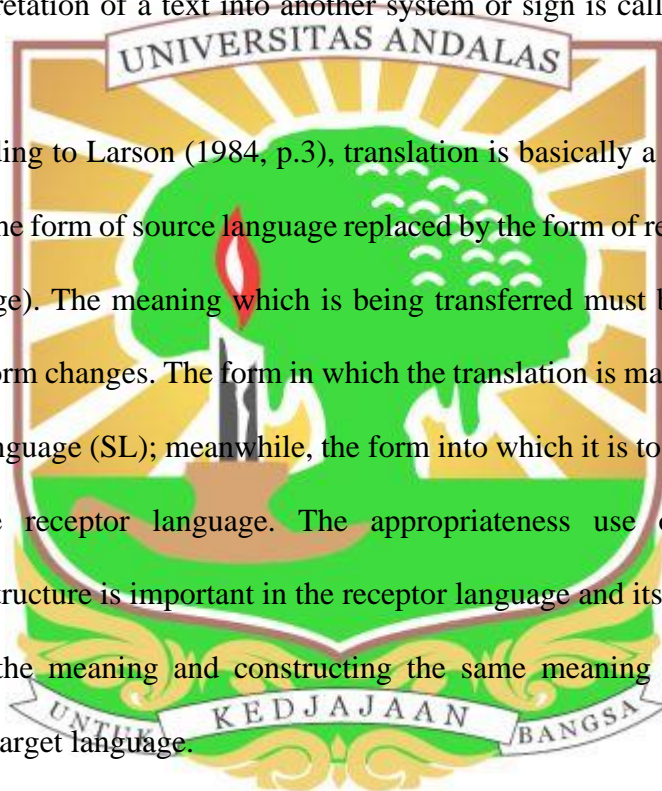 retation of a text into another system or sign is call
UNIVERSITAS ANDALAS
ding to Larson (1984, p.3), translation is basically a
he form of source language replaced by the form of re
ge). The meaning which is being transferred must b
orm changes. The form in which the translation is ma
nguage (SL); meanwhile, the form into which it is to
e receptor language. The appropriateness use o
tructure is important in the receptor language and its
the meaning and constructing the same meaning
UNTUK KEDJAJAAN BANGSA
target language.